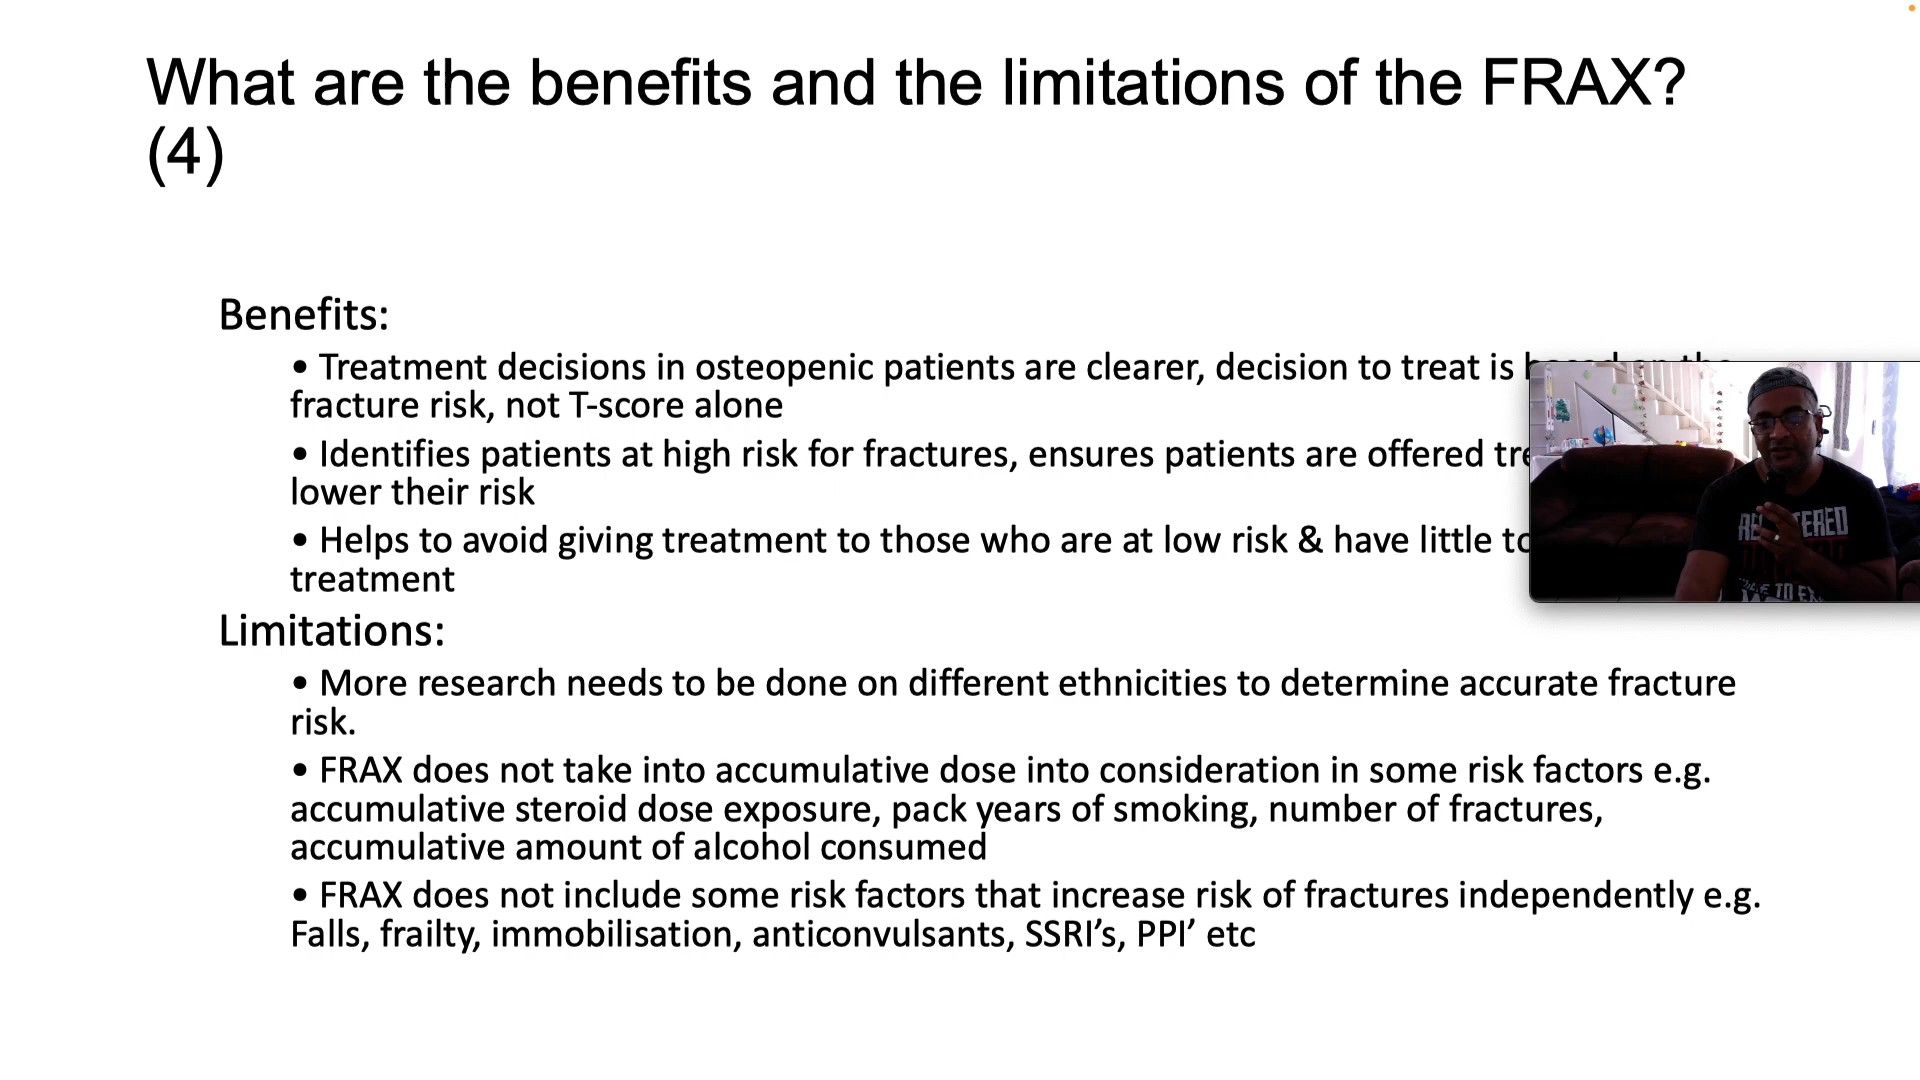 What are the benefits and the limitations of the FRAX?
(4)
Benefits:
• Treatment decisions in osteopenic patients are clearer, decision to treat is based on the
fracture risk, not T-score alone
• Identifies patients at high risk for fractures, ensures patients are offered
lower their risk
• Helps to avoid giving treatment to those who are at low risk & have little to
treatment
Limitations:
• More research needs to be done on different ethnicities to determine accurate fracture
risk.
• FRAX does not take into accumulative dose into consideration in some risk factors e.g.
accumulative steroid dose exposure, pack years of smoking, number of fractures,
accumulative amount of alcohol consumed
• FRAX does not include some risk factors that increase risk of fractures independently e.g.
Falls, frailty, immobilisation, anticonvulsants, SSRI’s, PPI’ etc